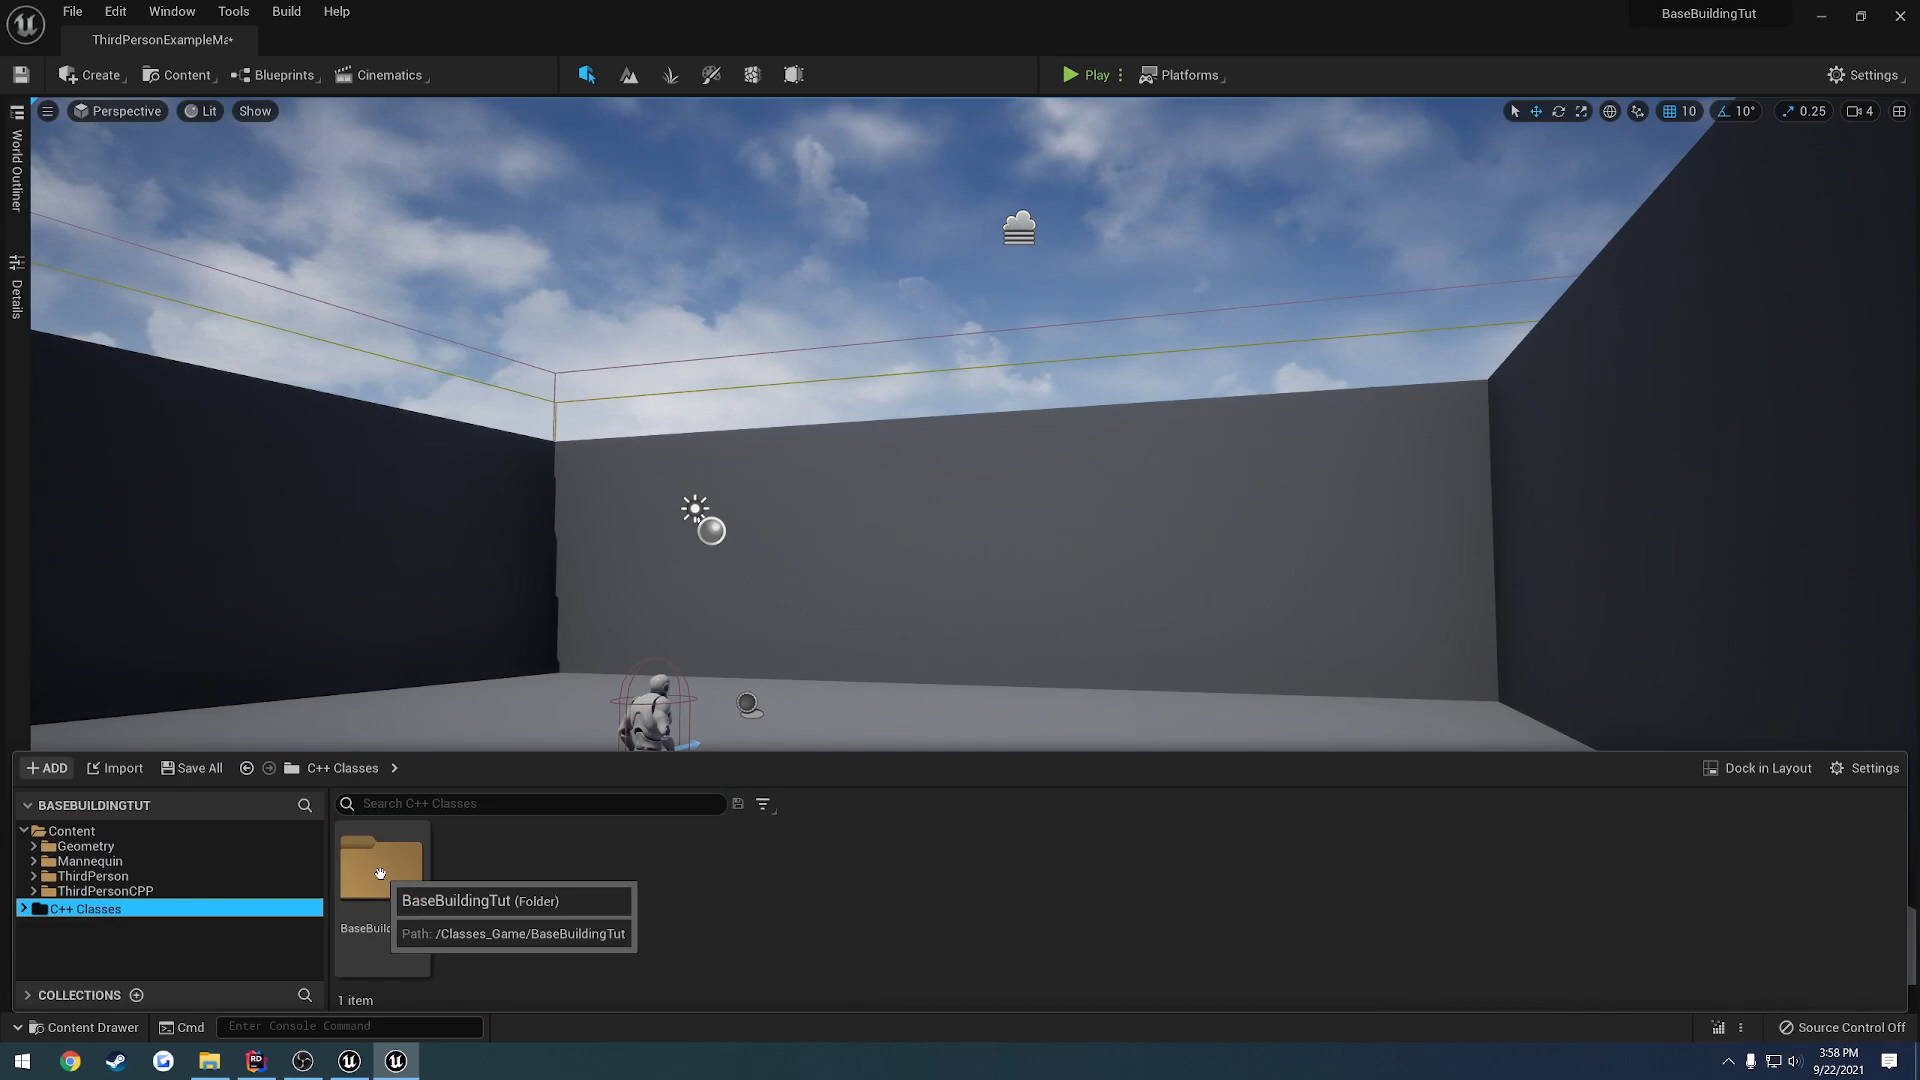 File Edit Window Tools Build Help
BaseBuildingTut
ThirdPersonExampleMa*
Create Content Blueprints Cinematics Play Platforms Settings
Perspective Lit Show 10 10° 0.25 4
World Outliner
Details
ADD Import Save All C++ Classes Dock in Layout Settings
BASEBUILDINGTUT
Search C++ Classes
Content
Geometry
Mannequin
ThirdPerson
ThirdPersonCPP
C++ Classes
BaseBuild
BaseBuildingTut (Folder)
Path: /Classes_Game/BaseBuildingTut
COLLECTIONS
1 item
Content Drawer Cmd Enter Console Command Source Control Off
RD
3:58 PM
9/22/2021